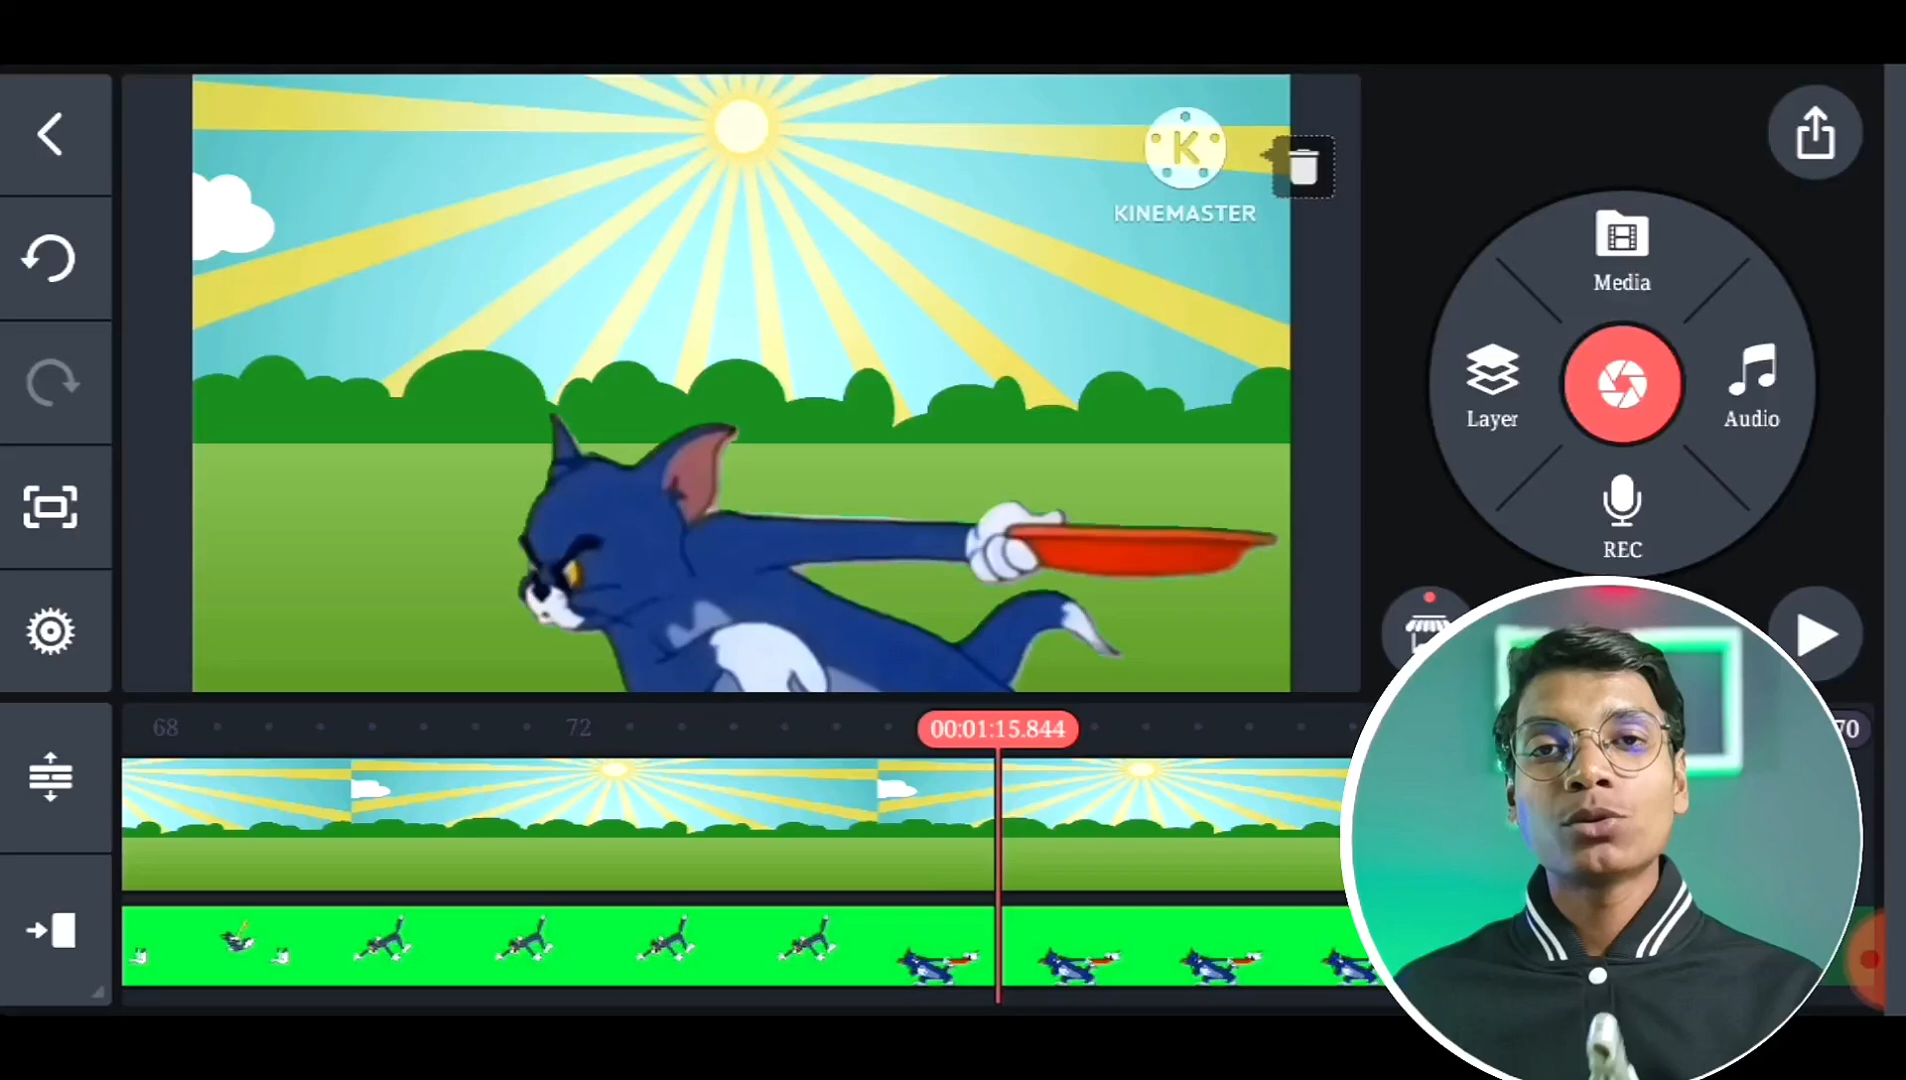 K
KINEMASTER
Media
Layer
Audio
REC
68
72
00:01:15.844
70